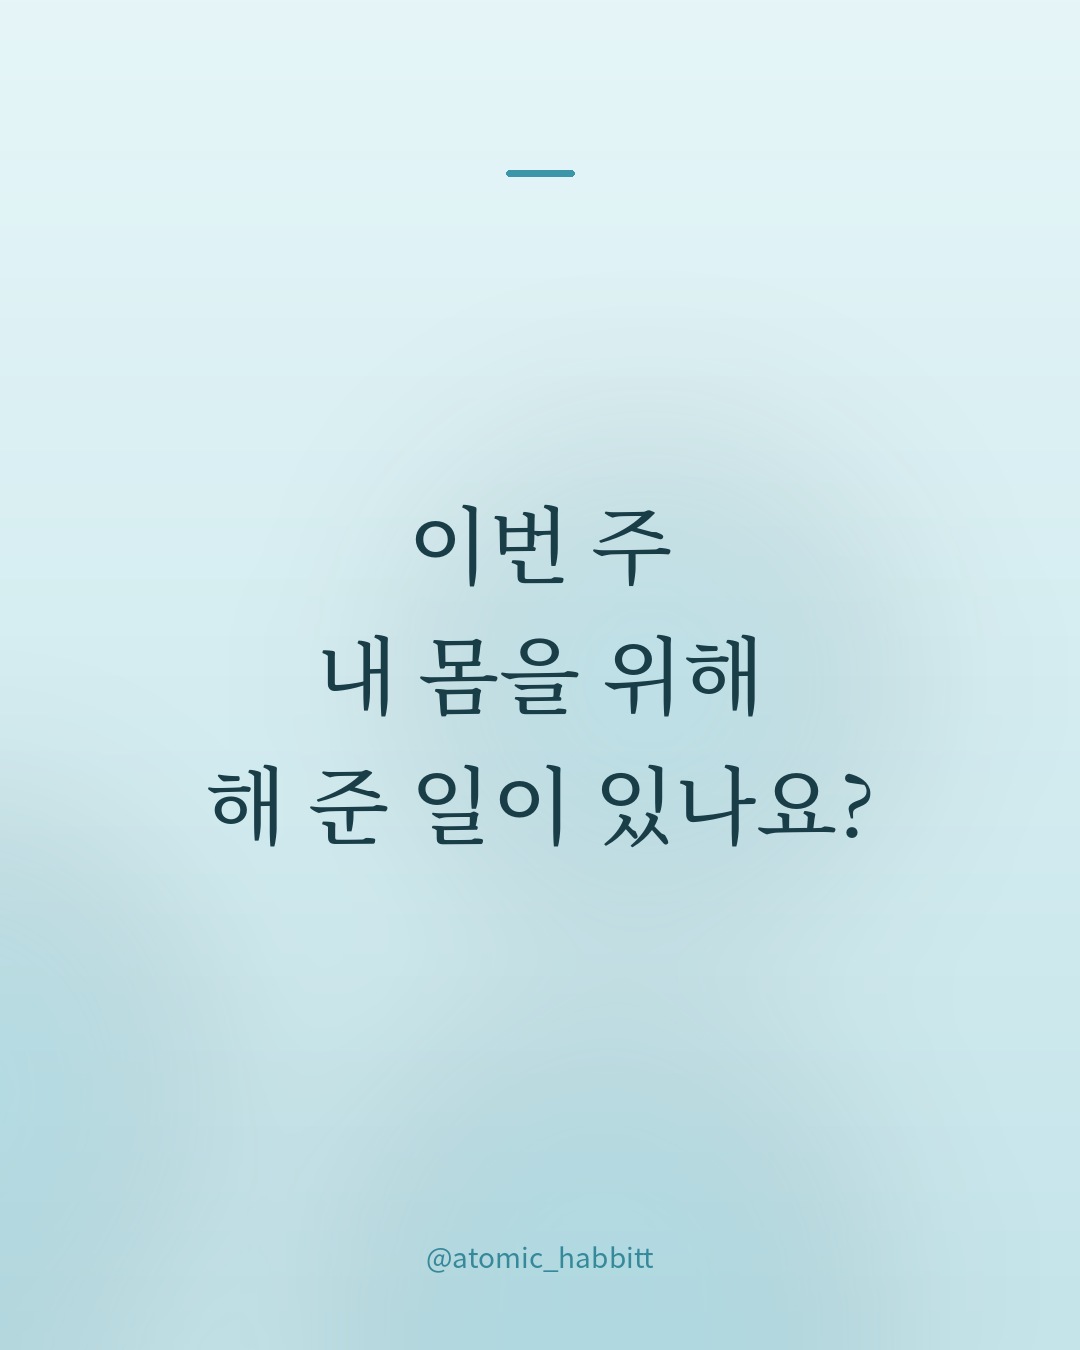 이번 주
내 몸을 위해
해 준 일이 있나요?
@atomic_habbitt